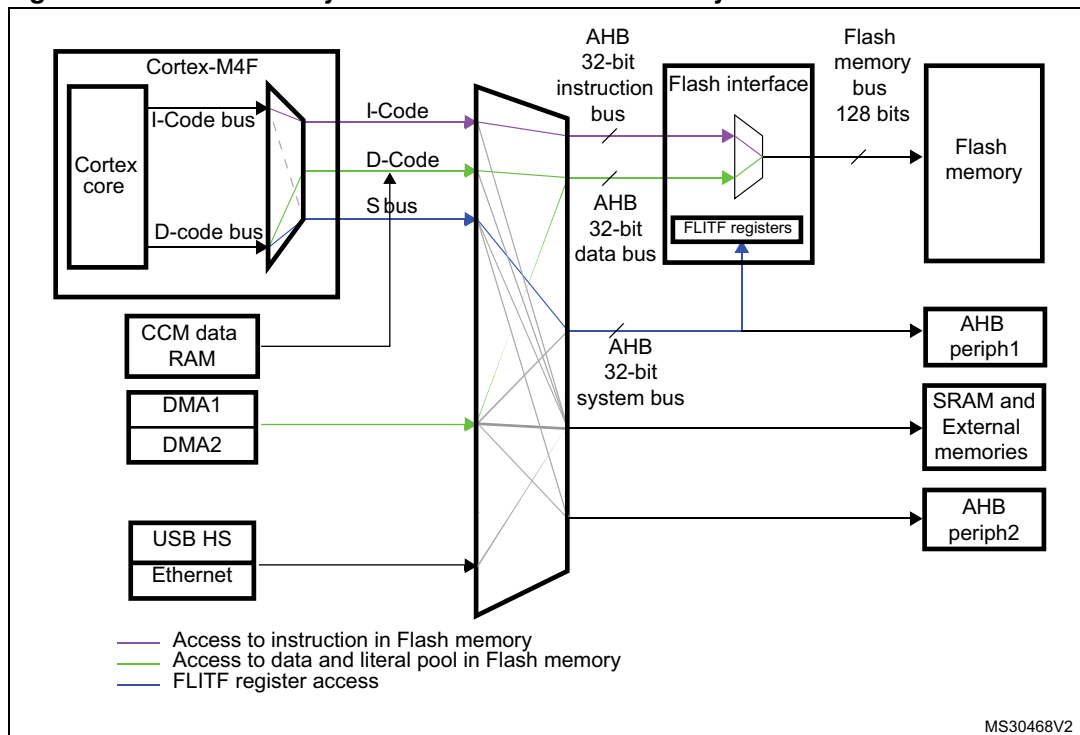 Cortex-M4F
I-Code bus
Cortex
core
D-code bus
I-Code
D-Code
S bus
CCM data
RAM
DMA1
DMA2
USB HS
Ethernet
AHB
32-bit
instruction
bus
AHB
32-bit
data bus
AHB
32-bit
system bus
Flash interface
FLITF registers
Flash
memory
bus
128 bits
Flash
memory
AHB
periph1
SRAM and
External
memories
AHB
periph2
Access to instruction in Flash memory
Access to data and literal pool in Flash memory
FLITF register access
MS30468V2